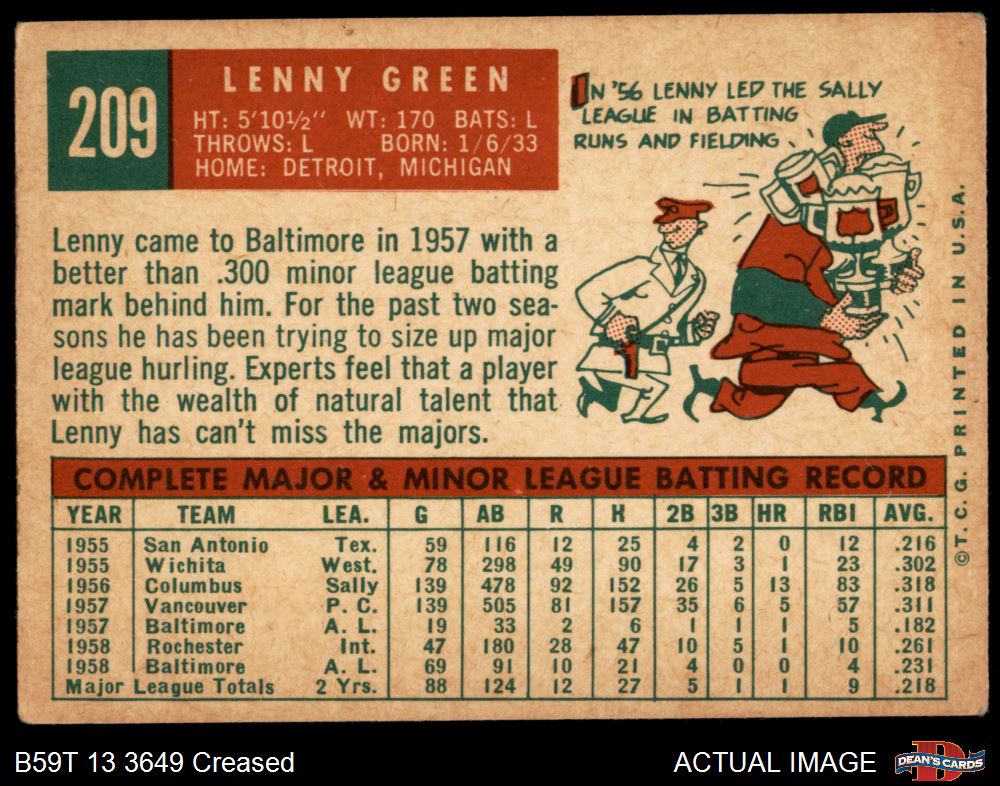 209
LENNY GREEN
HT: 5'10½" WT: 170 BATS: L
THROWS: L BORN: 1/6/33
HOME: DETROIT, MICHIGAN
IN '56 LENNY LED THE SALLY
LEAGUE IN BATTING
RUNS AND FIELDING.
Lenny came to Baltimore in 1957 with a
better than .300 minor league batting
mark behind him. For the past two sea-
sons he has been trying to size up major
league hurling. Experts feel that a player
with the wealth of natural talent that
Lenny has can't miss the majors.
COMPLETE MAJOR & MINOR LEAGUE BATTING RECORD
YEAR TEAM LEA. G AB R H 2B 3B HR RBI AVG.
1955 San Antonio Tex. 59 116 12 25 4 2 0 12 .216
1955 Wichita West. 78 298 49 90 17 3 1 23 .302
1956 Columbus Sally 139 478 92 152 26 5 13 83 .318
1957 Vancouver P. C. 139 505 81 157 35 6 5 57 .311
1957 Baltimore A. L. 19 33 2 6 1 1 1 5 .182
1958 Rochester Int. 47 180 28 47 10 5 1 10 .261
1958 Baltimore A. L. 69 91 10 21 4 0 0 4 .231
Major League Totals 2 Yrs. 88 124 12 27 5 1 1 9 .218
©T. C. G. PRINTED IN U.S.A.
B59T 13 3649 Creased
ACTUAL IMAGE
D
DEAN'S CARDS